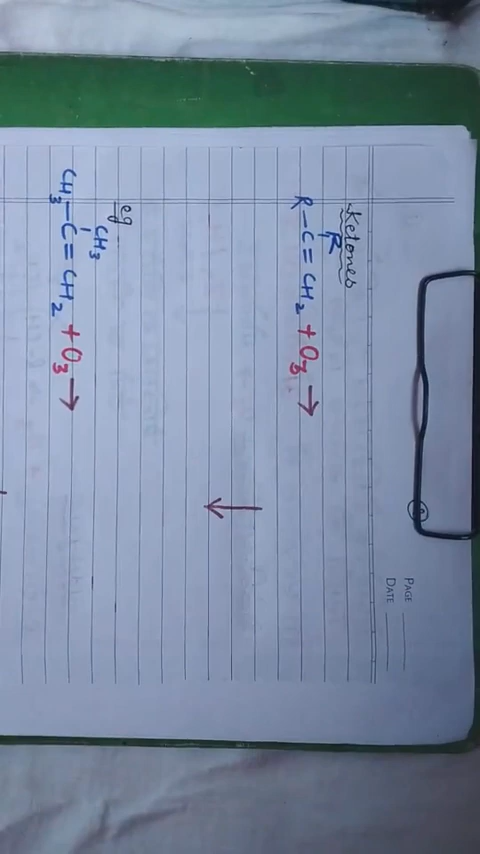 PAGE
DATE
Ketones
R
R-C=CH₂ + O₃ →
↓
eg
CH₃
CH₃-C=CH₂ + O₃ →